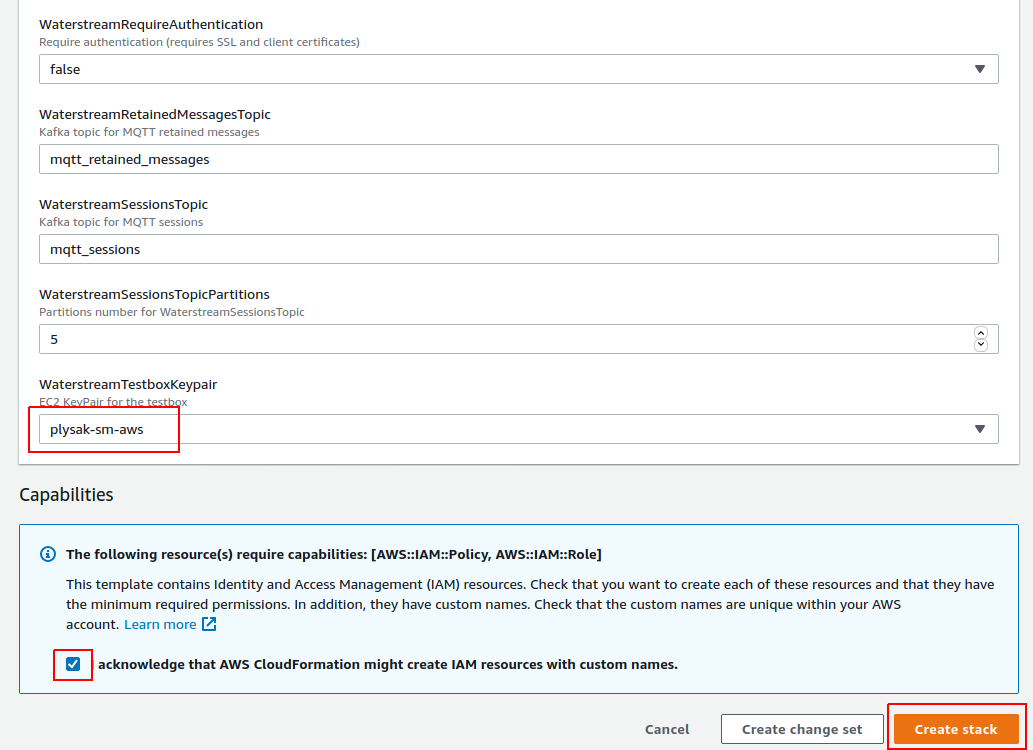 WaterstreamRequireAuthentication
Require authentication (requires SSL and client certificates)
false
WaterstreamRetainedMessagesTopic
Kafka topic for MQTT retained messages
mqtt_retained_messages
WaterstreamSessionsTopic
Kafka topic for MQTT sessions
mqtt_sessions
WaterstreamSessionsTopicPartitions
Partitions number for WaterstreamSessionsTopic
5
WaterstreamTestboxKeypair
EC2 KeyPair for the testbox
plysak-sm-aws
Capabilities
The following resource(s) require capabilities: [AWS::IAM::Policy, AWS::IAM::Role]
This template contains Identity and Access Management (IAM) resources. Check that you want to create each of these resources and that they have
the minimum required permissions. In addition, they have custom names. Check that the custom names are unique within your AWS
account. Learn more
acknowledge that AWS CloudFormation might create IAM resources with custom names.
Cancel Create change set Create stack